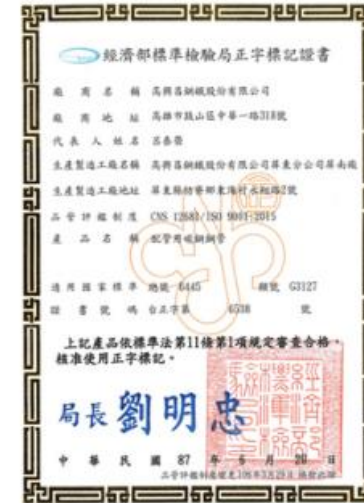 經濟部標準檢驗局正字標記證書
廠商名稱 高興昌鋼鐵股份有限公司
廠商地址 高雄市鼓山區中華一路318號
代表人姓名 呂泰榮
生產製造工廠名稱 高興昌鋼鐵股份有限公司屏東分公司屏南廠
生產製造工廠地址 屏東縣枋寮鄉東海村永翔路2號
品管評鑑制度 CNS 12681/ISO 9001:2015
產品名稱 配管用碳鋼鋼管
適用國家標準 總號 6445 類號 G3127
證書號碼 台正字第 6538 號
上記產品依標準法第11條第1項規定審查合格，
核准使用正字標記。
局長 劉明忠
中華民國 87 年 6 月 20 日